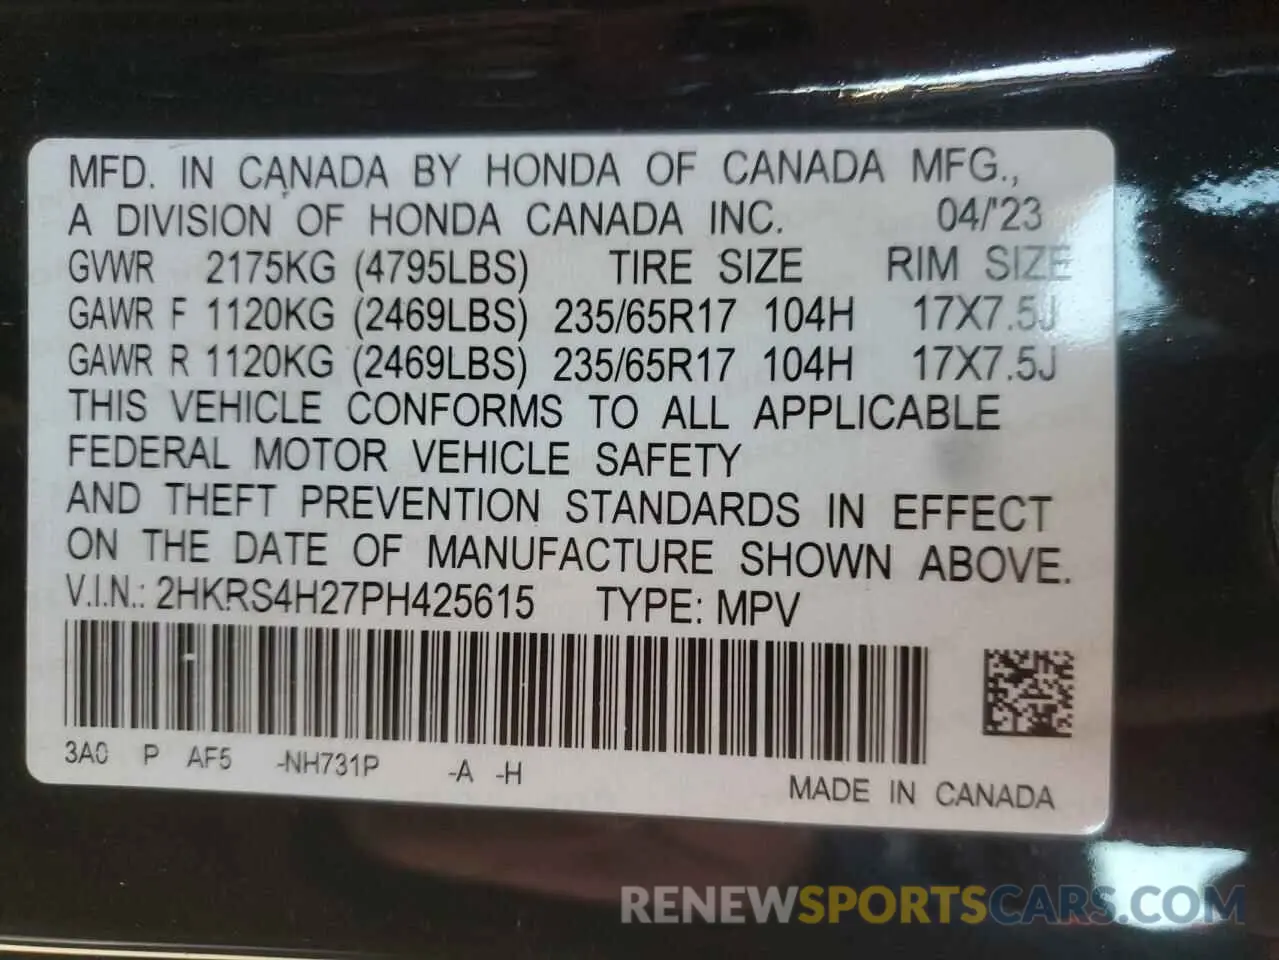 MFD. IN CANADA BY HONDA OF CANADA MFG.,
A DIVISION OF HONDA CANADA INC. 04/'23
GVWR 2175KG (4795LBS) TIRE SIZE RIM SIZE
GAWR F 1120KG (2469LBS) 235/65R17 104H 17X7.5J
GAWR R 1120KG (2469LBS) 235/65R17 104H 17X7.5J
THIS VEHICLE CONFORMS TO ALL APPLICABLE
FEDERAL MOTOR VEHICLE SAFETY
AND THEFT PREVENTION STANDARDS IN EFFECT
ON THE DATE OF MANUFACTURE SHOWN ABOVE.
V.I.N.: 2HKRS4H27PH425615 TYPE: MPV
3A0 P AF5 -NH731P -A -H
MADE IN CANADA
RENEWSPORTSCARS.COM